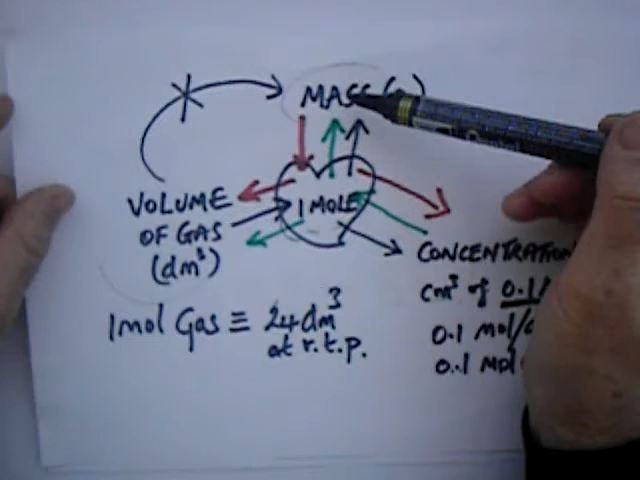 MASS
1 MOLE
VOLUME
OF GAS
(dm³)
CONCENTRATION
cm³ of 0.1
0.1 mol/
0.1 mol
1mol Gas ≡ 24dm³
at r.t.p.